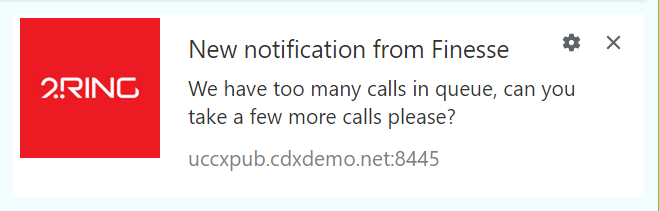 2RING
New notification from Finesse
We have too many calls in queue, can you
take a few more calls please?
uccxpub.cdxdemo.net:8445